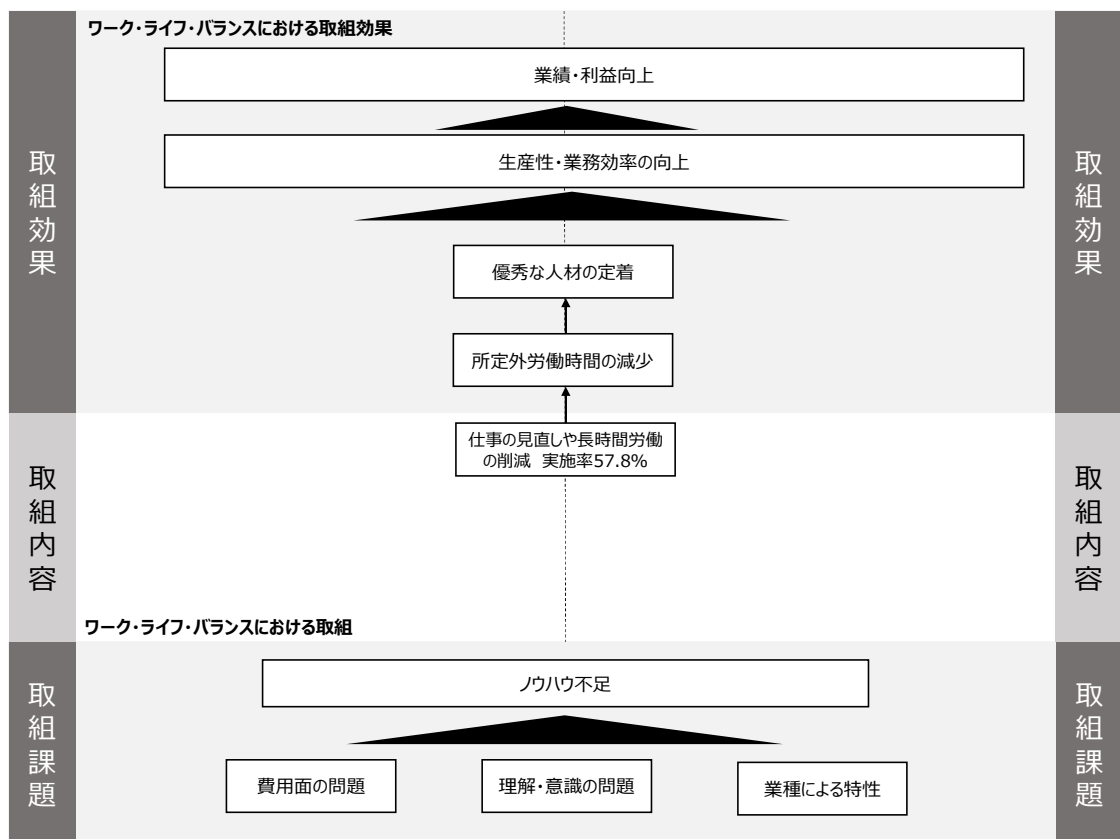 ワーク・ライフ・バランスにおける取組効果
業績・利益向上
取組効果
生産性・業務効率の向上
取組効果
優秀な人材の定着
所定外労働時間の減少
仕事の見直しや長時間労働
の削減 実施率57.8%
取組内容
取組内容
ワーク・ライフ・バランスにおける取組
ノウハウ不足
取組課題
取組課題
費用面の問題
理解・意識の問題
業種による特性